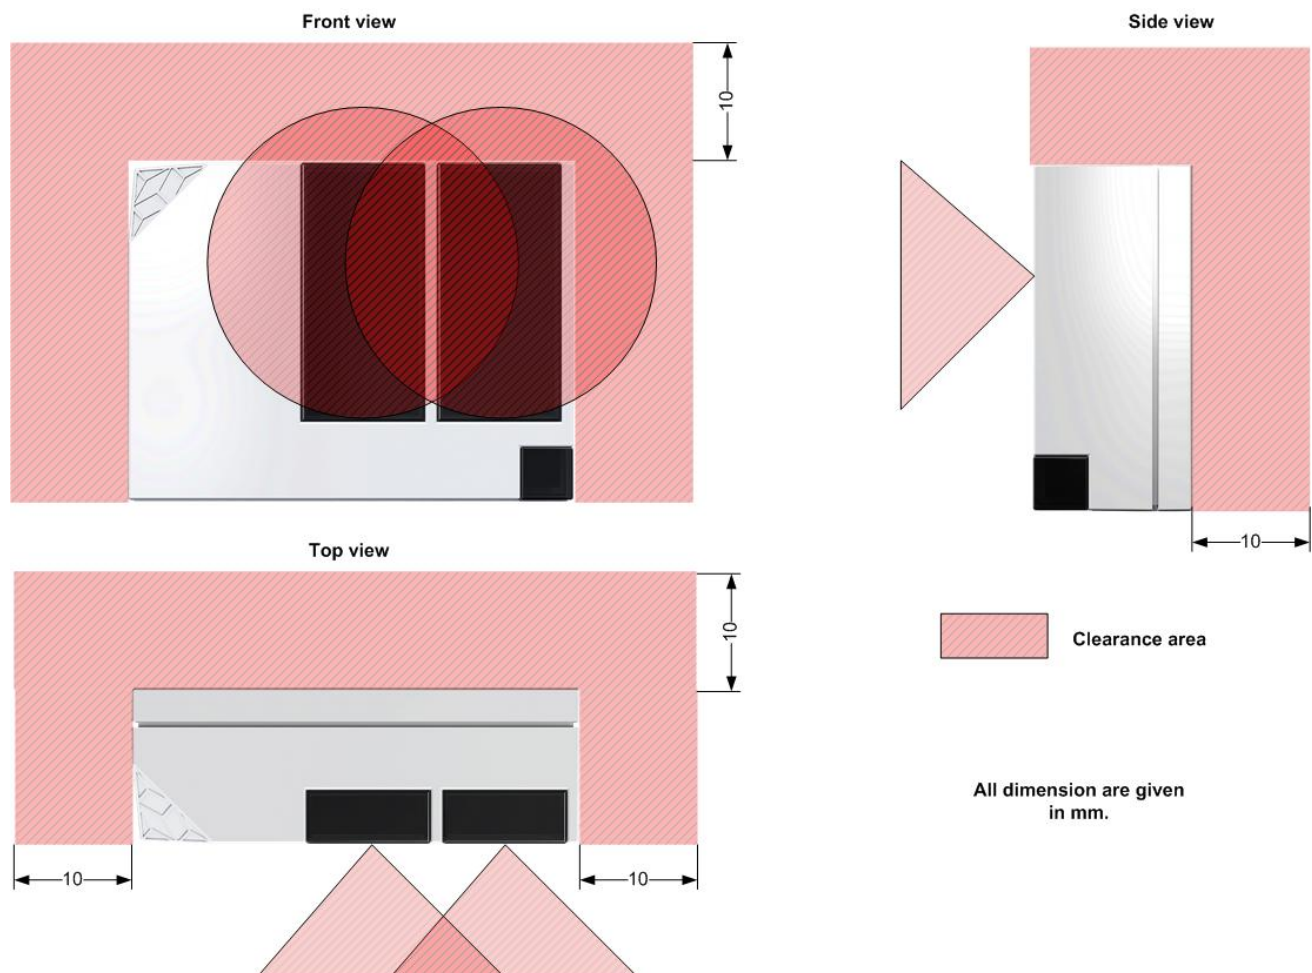 Front view
Side view
10
10
Top view
10
Clearance area
All dimension are given
in mm.
10
10